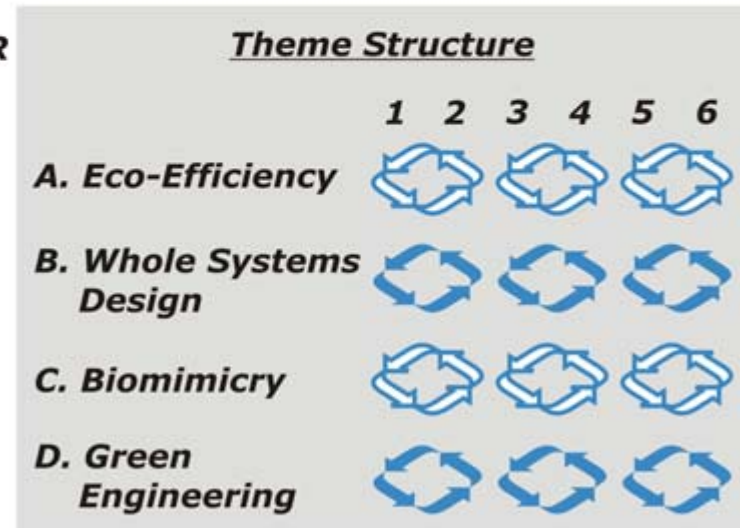 R
Theme Structure
1 2 3 4 5 6
A. Eco-Efficiency
B. Whole Systems
Design
C. Biomimicry
D. Green
Engineering